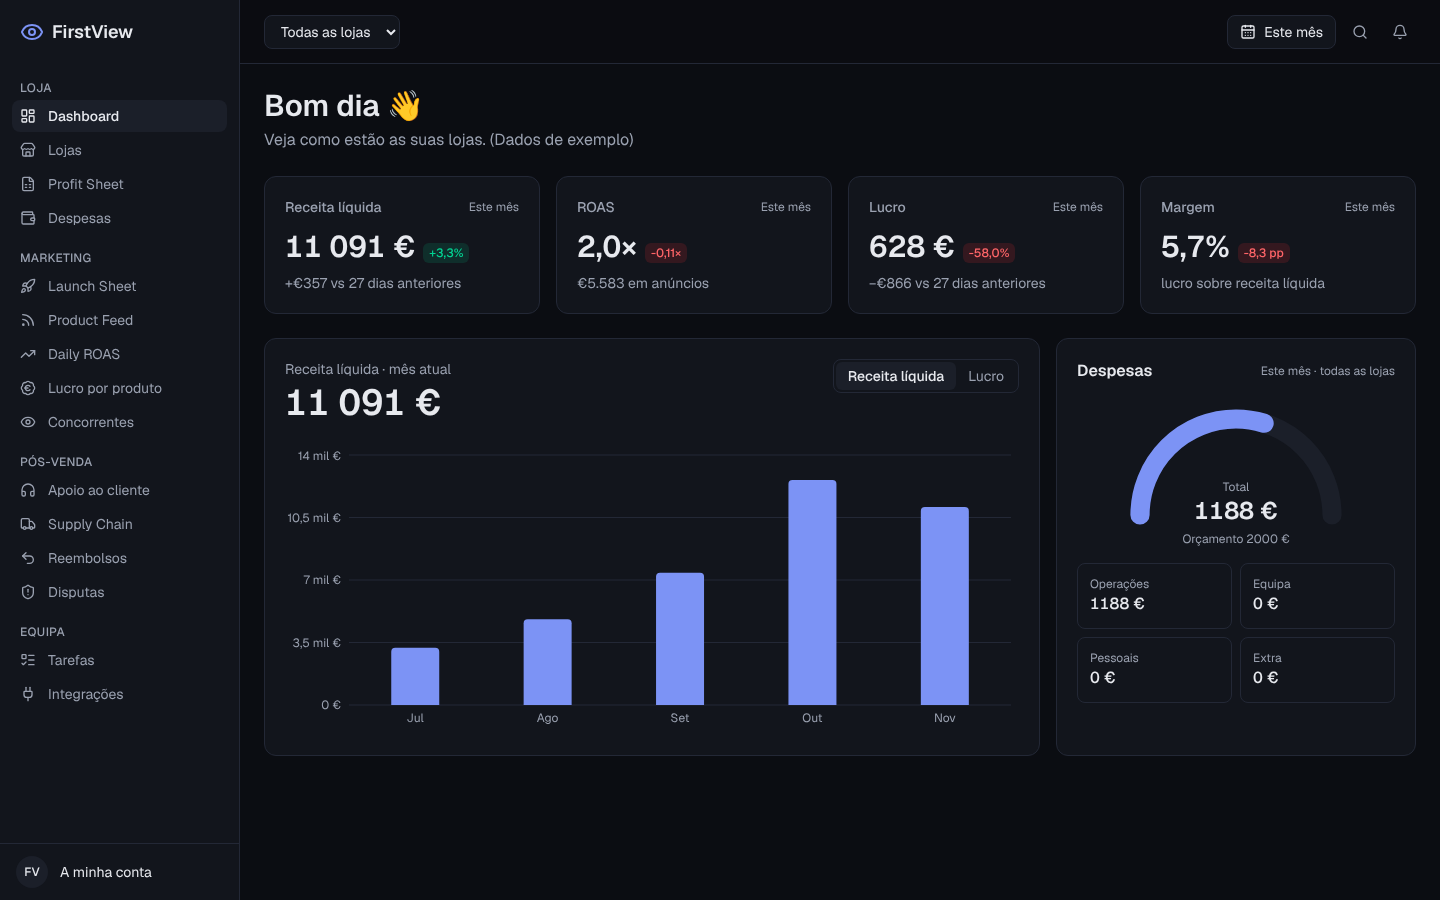 FirstView
LOJA
Dashboard
Lojas
Profit Sheet
Despesas
MARKETING
Launch Sheet
Product Feed
Daily ROAS
Lucro por produto
Concorrentes
PÓS-VENDA
Apoio ao cliente
Supply Chain
Reembolsos
Disputas
EQUIPA
Tarefas
Integrações
FV A minha conta
Todas as lojas
Este mês
Bom dia 👋
Veja como estão as suas lojas. (Dados de exemplo)
Receita líquida Este mês
11 091 € +3,3%
+€357 vs 27 dias anteriores
ROAS Este mês
2,0× -0,11×
€5.583 em anúncios
Lucro Este mês
628 € -58,0%
−€866 vs 27 dias anteriores
Margem Este mês
5,7% -8,3 pp
lucro sobre receita líquida
Receita líquida · mês atual
11 091 €
Receita líquida Lucro
14 mil €
10,5 mil €
7 mil €
3,5 mil €
0 €
Jul Ago Set Out Nov
Despesas Este mês · todas as lojas
Total
1188 €
Orçamento 2000 €
Operações
1188 €
Equipa
0 €
Pessoais
0 €
Extra
0 €